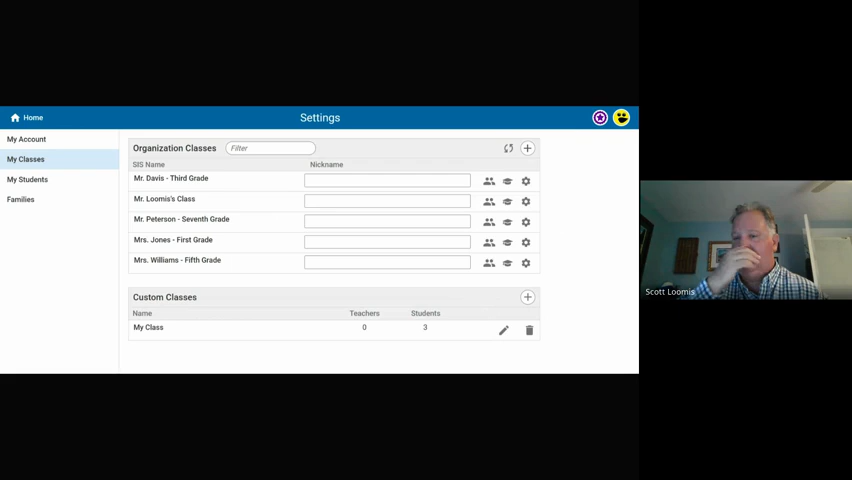 Home
Settings
My Account
My Classes
My Students
Families
Organization Classes
Filter
SIS Name
Nickname
Mr. Davis - Third Grade
Mr. Loomis's Class
Mr. Peterson - Seventh Grade
Mrs. Jones - First Grade
Mrs. Williams - Fifth Grade
Custom Classes
Name
Teachers
Students
My Class
0
3
Scott Loomis